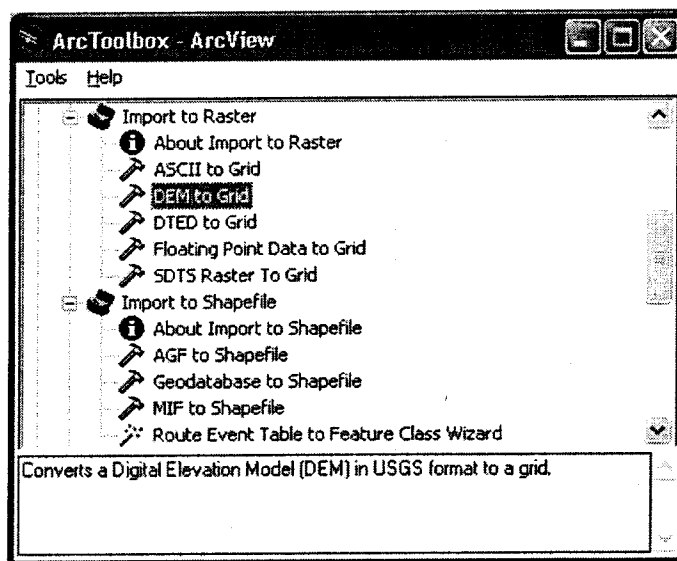 ArcToolbox - ArcView
Tools Help
Import to Raster
About Import to Raster
ASCII to Grid
DEM to Grid
DTED to Grid
Floating Point Data to Grid
SDTS Raster To Grid
Import to Shapefile
About Import to Shapefile
AGF to Shapefile
Geodatabase to Shapefile
MIF to Shapefile
Route Event Table to Feature Class Wizard
Converts a Digital Elevation Model (DEM) in USGS format to a grid.